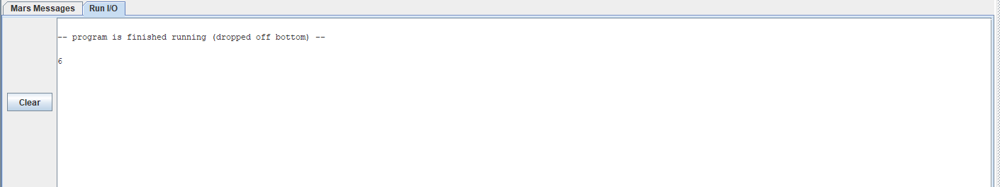 Mars Messages Run I/O
-- program is finished running (dropped off bottom) --
6
Clear